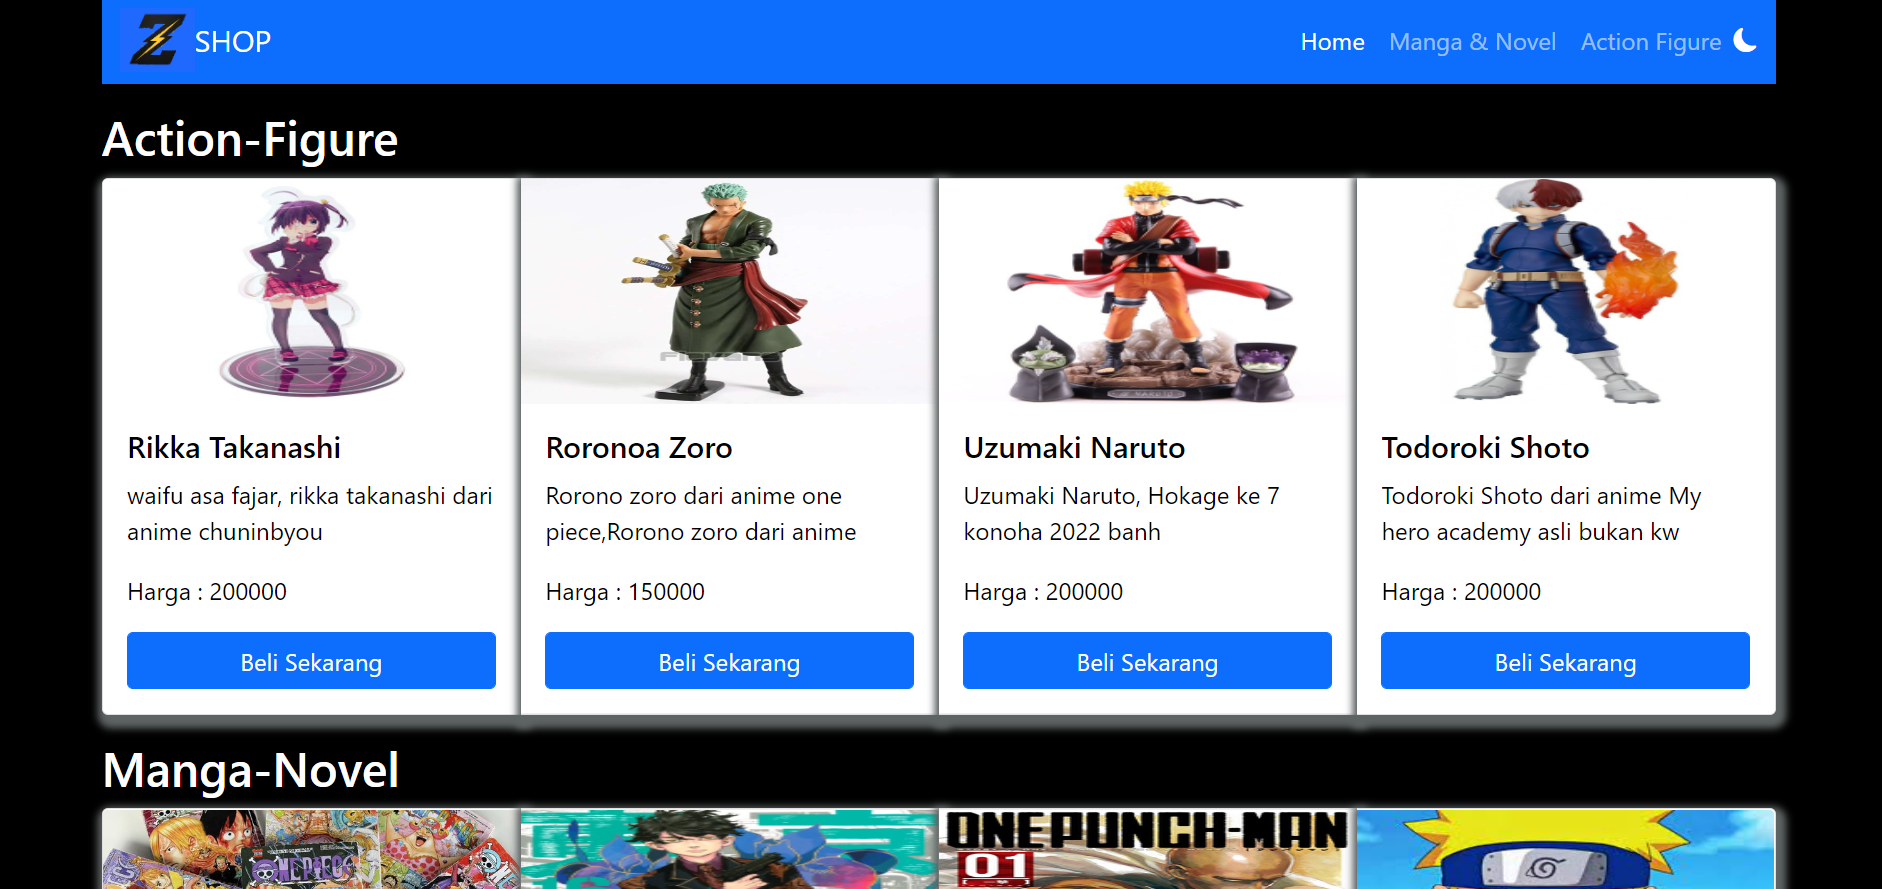 Z SHOP
Home Manga & Novel Action Figure
Action-Figure
Rikka Takanashi
waifu asa fajar, rikka takanashi dari
anime chuninbyou
Harga : 200000
Beli Sekarang
Roronoa Zoro
Rorono zoro dari anime one
piece,Rorono zoro dari anime
Harga : 150000
Beli Sekarang
Uzumaki Naruto
Uzumaki Naruto, Hokage ke 7
konoha 2022 banh
Harga : 200000
Beli Sekarang
Todoroki Shoto
Todoroki Shoto dari anime My
hero academy asli bukan kw
Harga : 200000
Beli Sekarang
Manga-Novel
ONE PIECE
ONEPUNCH-MAN
01